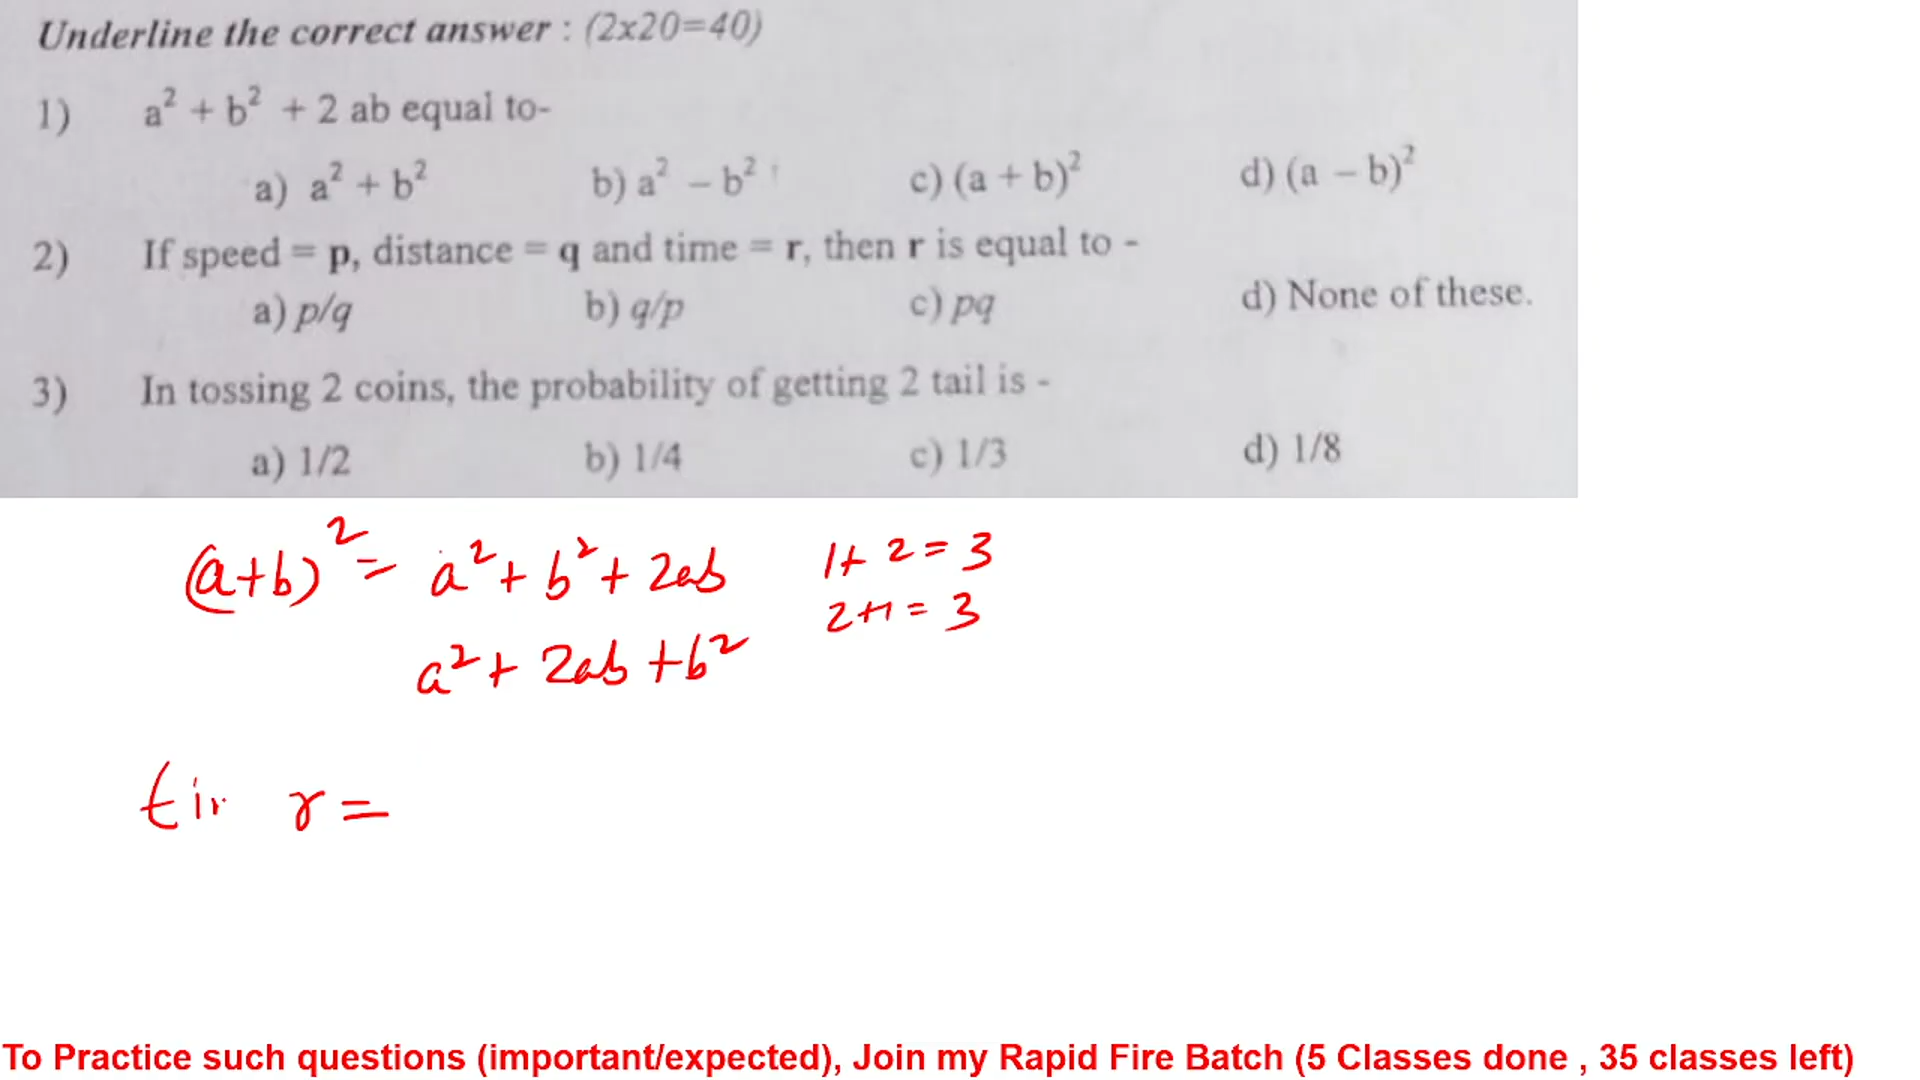 Underline the correct answer : (2x20=40)
1) a² + b² + 2 ab equal to-
a) a² + b² b) a² – b² c) (a + b)² d) (a – b)²
2) If speed = p, distance = q and time = r, then r is equal to -
a) p/q b) q/p c) pq d) None of these.
3) In tossing 2 coins, the probability of getting 2 tail is -
a) 1/2 b) 1/4 c) 1/3 d) 1/8
(a+b)² = a² + b² + 2ab 1+2=3
2+1=3
a² + 2ab + b²
r =
To Practice such questions (important/expected), Join my Rapid Fire Batch (5 Classes done , 35 classes left)